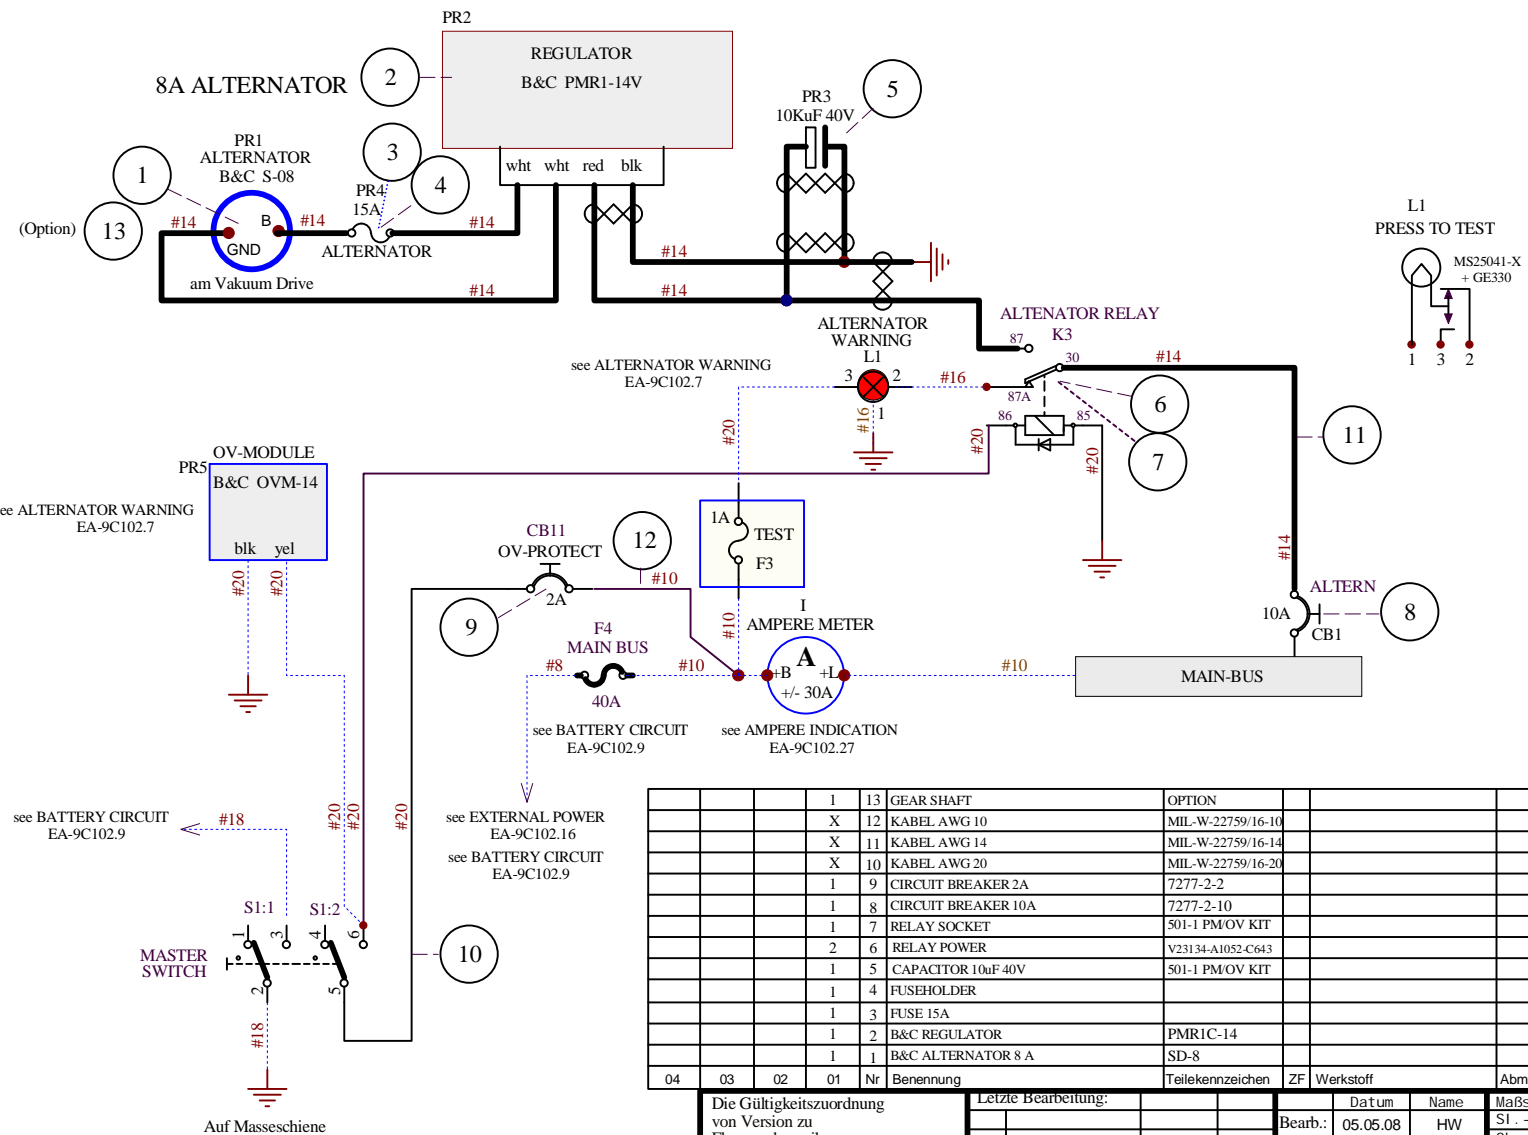 PR2
REGULATOR
B&C PMR1-14V
8A ALTERNATOR
2
wht wht red blk
PR3
10KuF 40V
5
PR1
ALTERNATOR
B&C S-08
1
3
4
PR4
15A
(Option)
13
#14
B
GND
#14
#14
ALTERNATOR
am Vakuum Drive
#14
#14
#14
L1
PRESS TO TEST
MS25041-X
+ GE330
1 3 2
ALTERNATOR
WARNING
L1
3 2
1
see ALTERNATOR WARNING
EA-9C102.7
#16
#16
#20
ALTENATOR RELAY
K3
87
30
87A
86 85
#14
6
7
11
#20
#20
OV-MODULE
PR5
B&C OVM-14
blk yel
ee ALTERNATOR WARNING
EA-9C102.7
#20
#20
CB11
OV-PROTECT
2A
12
#10
9
1A
TEST
F3
#10
#14
ALTERN
10A
CB1
8
I
AMPERE METER
A
+B +L
+/- 30A
F4
MAIN BUS
#8
#10
40A
#10
MAIN-BUS
see BATTERY CIRCUIT
EA-9C102.9
see AMPERE INDICATION
EA-9C102.27
see EXTERNAL POWER
EA-9C102.16
see BATTERY CIRCUIT
EA-9C102.9
see BATTERY CIRCUIT
EA-9C102.9
#18
#20
#20
#20
S1:1
S1:2
1 3 4 6
MASTER
SWITCH
2 5
10
#18
Auf Masseschiene
1 13 GEAR SHAFT OPTION
X 12 KABEL AWG 10 MIL-W-22759/16-10
X 11 KABEL AWG 14 MIL-W-22759/16-14
X 10 KABEL AWG 20 MIL-W-22759/16-20
1 9 CIRCUIT BREAKER 2A 7277-2-2
1 8 CIRCUIT BREAKER 10A 7277-2-10
1 7 RELAY SOCKET 501-1 PM/OV KIT
2 6 RELAY POWER V23134-A1052-C643
1 5 CAPACITOR 10uF 40V 501-1 PM/OV KIT
1 4 FUSEHOLDER
1 3 FUSE 15A
1 2 B&C REGULATOR PMR1C-14
1 1 B&C ALTERNATOR 8 A SD-8
04 03 02 01 Nr Benennung Teilekennzeichen ZF Werkstoff Abm
Die Gültigkeitszuordnung
von Version zu
Letzte Bearbeitung:
Datum Name Maßs
Bearb.: 05.05.08 HW